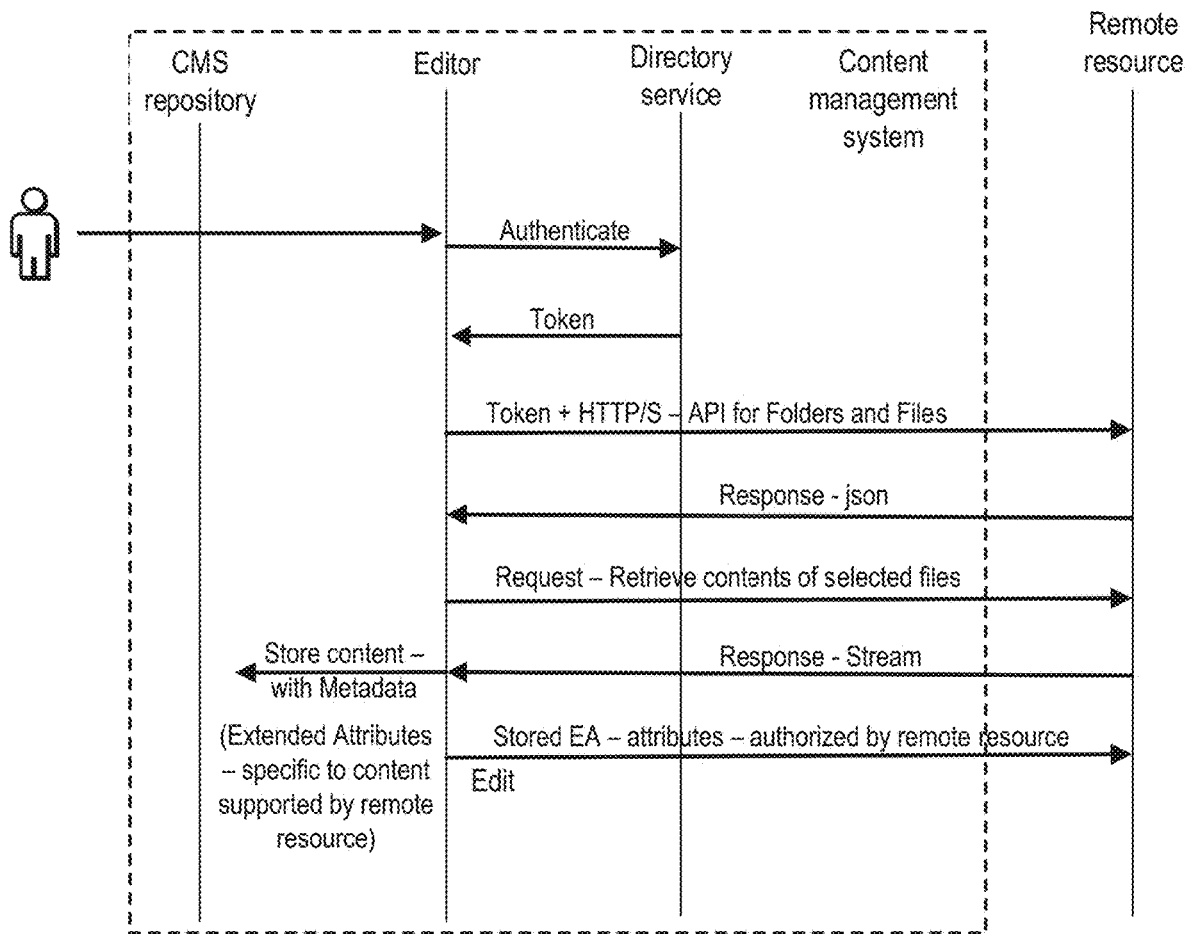 CMS
repository
Editor
Directory
service
Content
management
system
Remote
resource
Authenticate
Token
Token + HTTP/S – API for Folders and Files
Response - json
Request – Retrieve contents of selected files
Store content –
with Metadata
Response - Stream
(Extended Attributes
– specific to content
supported by remote
resource)
Stored EA – attributes – authorized by remote resource
Edit